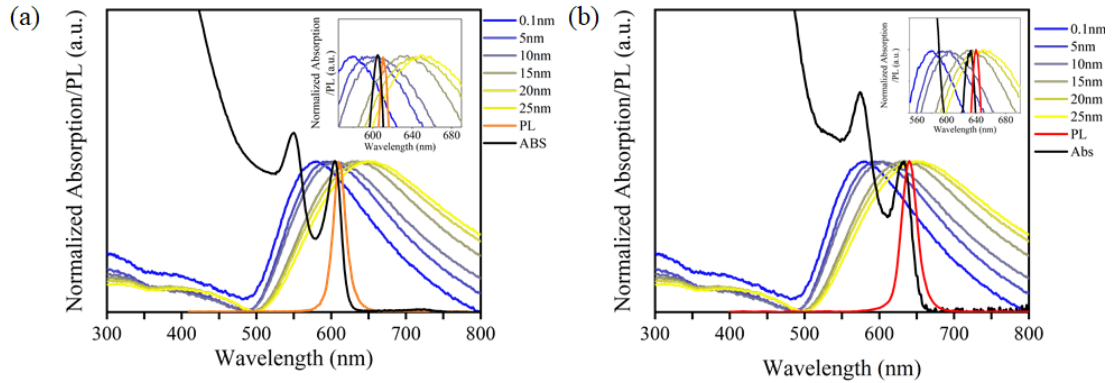 (a)
Normalized Absorption/PL (a.u.)
300 400 500 600 700 800
Wavelength (nm)
Normalized Absorption
/PL (a.u.)
600 640 680
Wavelength (nm)
0.1nm
5nm
10nm
15nm
20nm
25nm
PL
ABS
(b)
Normalized Absorption/PL (a.u.)
300 400 500 600 700 800
Wavelength (nm)
Normalized Absorption
/PL (a.u.)
560 600 640 690
Wavelength (nm)
0.1nm
5nm
10nm
15nm
20nm
25nm
PL
Abs